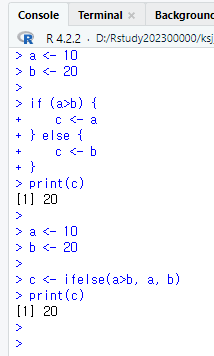 Console Terminal Background
R 4.2.2 · D:/Rstudy202300000/ksj
> a <- 10
> b <- 20
>
> if (a>b) {
+     c <- a
+ } else {
+     c <- b
+ }
> print(c)
[1] 20
>
> a <- 10
> b <- 20
>
> c <- ifelse(a>b, a, b)
> print(c)
[1] 20
>
>